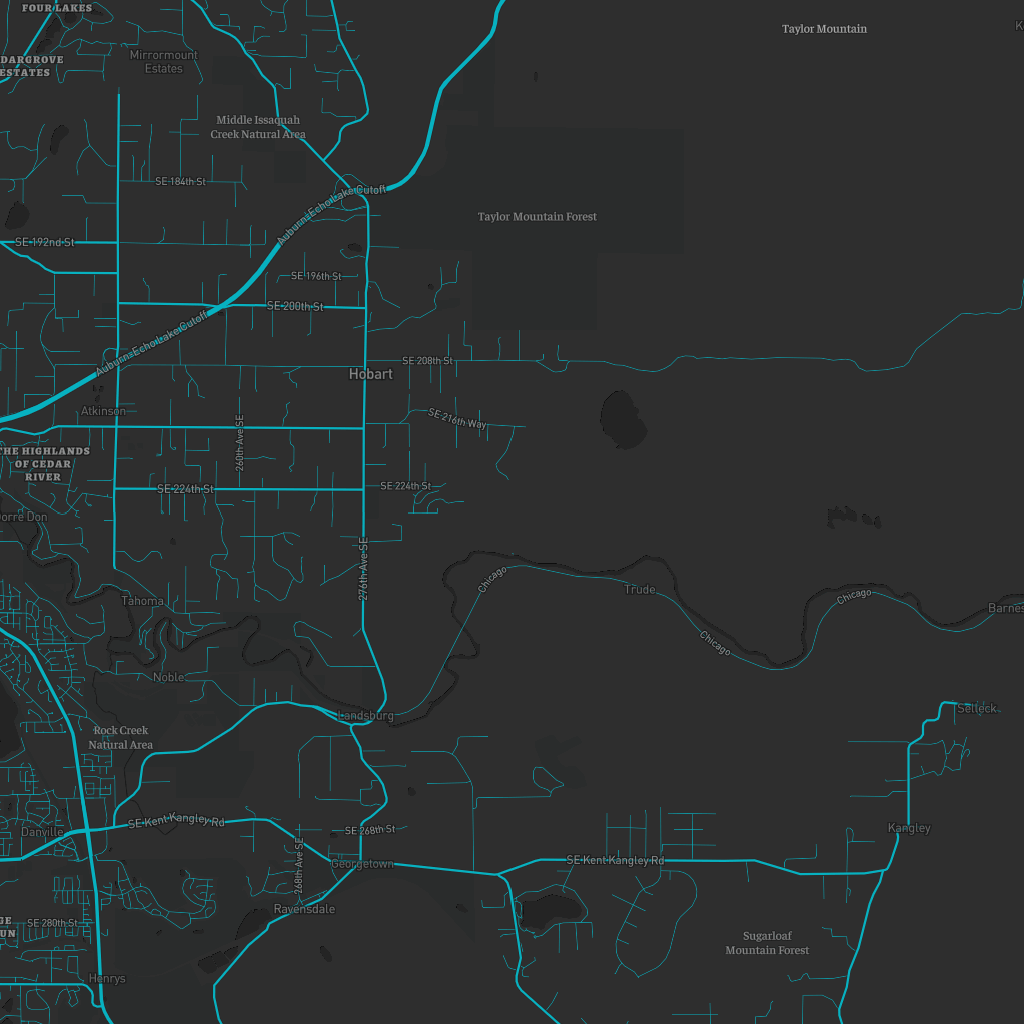 FOUR LAKES
Taylor Mountain
Mirrormount
Estates
DARGROVE
ESTATES
Middle Issaquah
Creek Natural Area
SE 184th St
Auburn-Echo Lake Cutoff
Taylor Mountain Forest
SE 192nd St
SE 196th St
SE 200th St
Auburn-Echo Lake Cutoff
SE 208th St
Hobart
Atkinson
SE 216th Way
260th Ave SE
THE HIGHLANDS
OF CEDAR
RIVER
SE 224th St
SE 224th St
Dorre Don
276th Ave SE
Chicago
Trude
Chicago
Tahoma
Barnes
Chicago
Noble
Landsburg
Selleck
Rock Creek
Natural Area
SE Kent Kangley Rd
Danville
SE 268th St
Kangley
268th Ave SE
Georgetown
SE Kent Kangley Rd
Ravensdale
GE
UN
SE 280th St
Sugarloaf
Mountain Forest
Henrys